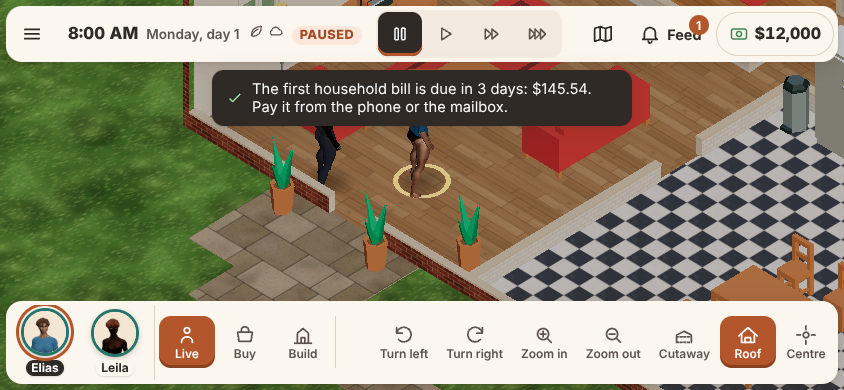 8:00 AM Monday, day 1 PAUSED Feed 1 $12,000
The first household bill is due in 3 days: $145.54.
Pay it from the phone or the mailbox.
Elias Leila Live Buy Build Turn left Turn right Zoom in Zoom out Cutaway Roof Centre